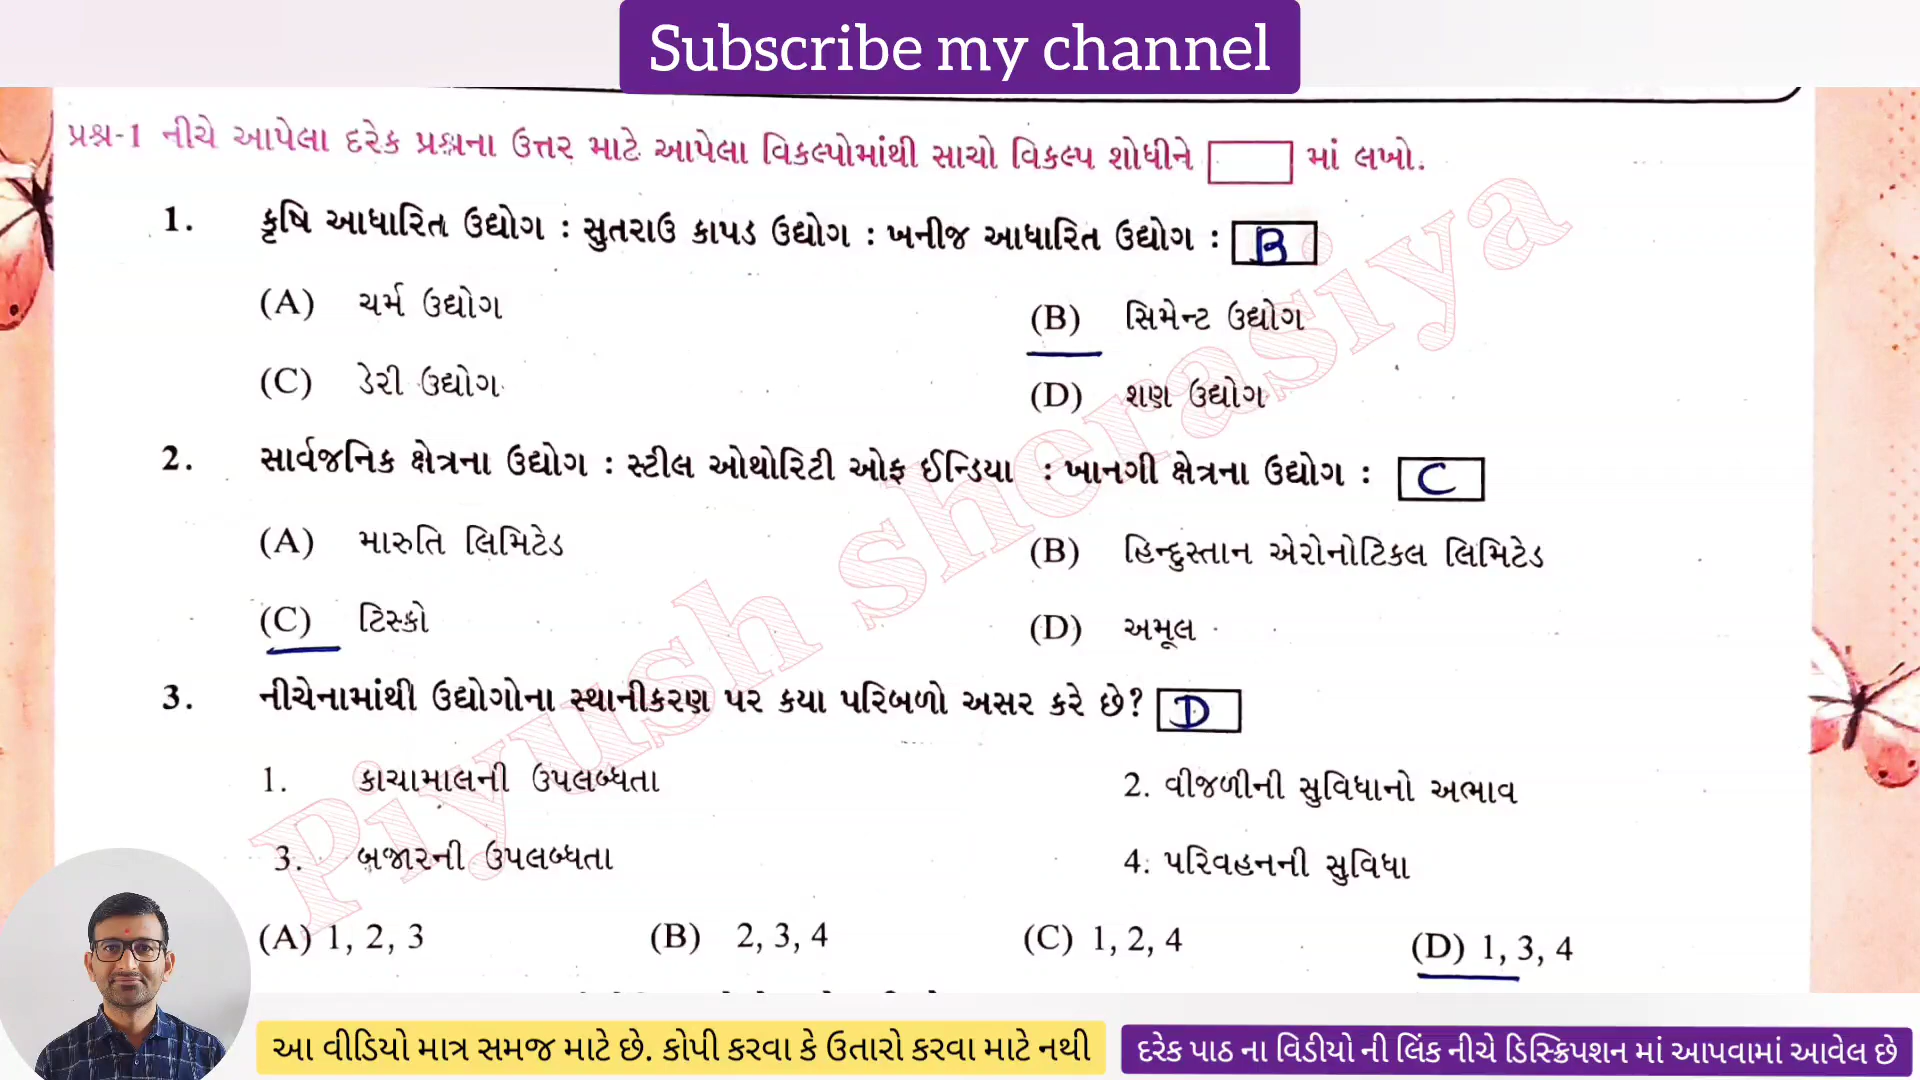 Subscribe my channel
પ્રશ્ન-1 નીચે આપેલા દરેક પ્રશ્નના ઉત્તર માટે આપેલા વિકલ્પોમાંથી સાચો વિકલ્પ શોધીને માં લખો.
1. કૃષિ આધારિત ઉદ્યોગ : સુતરાઉ કાપડ ઉદ્યોગ : ખનીજ આધારિત ઉદ્યોગ : B
(A) ચર્મ ઉદ્યોગ (B) સિમેન્ટ ઉદ્યોગ
(C) ડેરી ઉદ્યોગ (D) શણ ઉદ્યોગ
2. સાર્વજનિક ક્ષેત્રના ઉદ્યોગ : સ્ટીલ ઓથોરિટી ઓફ ઈન્ડિયા : ખાનગી ક્ષેત્રના ઉદ્યોગ : C
(A) મારુતિ લિમિટેડ (B) હિન્દુસ્તાન એરોનોટિકલ લિમિટેડ
(C) ટિસ્કો (D) અમૂલ
3. નીચેનામાંથી ઉદ્યોગોના સ્થાનીકરણ પર કયા પરિબળો અસર કરે છે? D
1. કાચામાલની ઉપલબ્ધતા 2. વીજળીની સુવિધાનો અભાવ
3. બજારની ઉપલબ્ધતા 4. પરિવહનની સુવિધા
(A) 1, 2, 3 (B) 2, 3, 4 (C) 1, 2, 4 (D) 1, 3, 4
Piyush sherasiya
આ વીડિયો માત્ર સમજ માટે છે. કોપી કરવા કે ઉતારો કરવા માટે નથી
દરેક પાઠ ના વિડીયો ની લિંક નીચે ડિસ્ક્રિપશન માં આપવામાં આવેલ છે